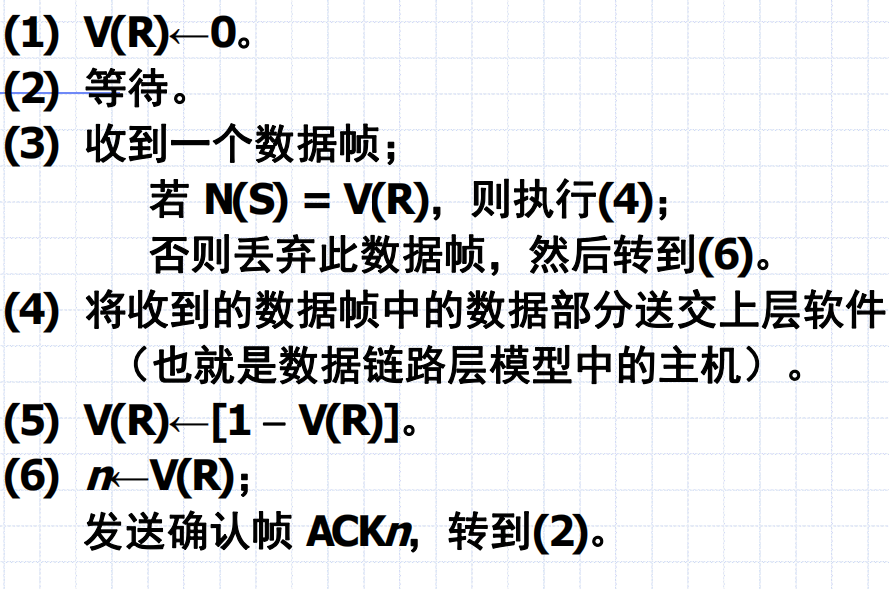 (1) V(R)←0。
(2) 等待。
(3) 收到一个数据帧；
若 N(S) = V(R)，则执行(4)；
否则丢弃此数据帧，然后转到(6)。
(4) 将收到的数据帧中的数据部分送交上层软件
（也就是数据链路层模型中的主机）。
(5) V(R)←[1 – V(R)]。
(6) n←V(R)；
发送确认帧 ACKn，转到(2)。